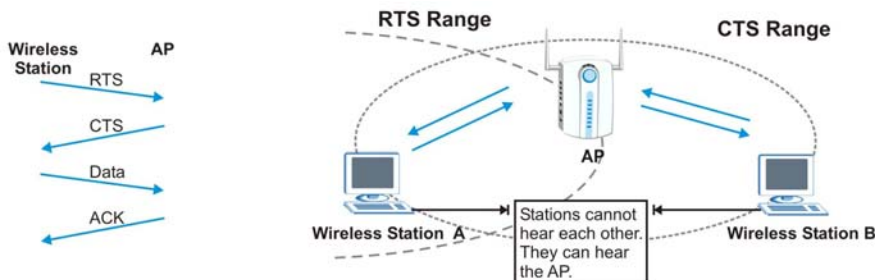 Wireless
Station
AP
RTS
CTS
Data
ACK
RTS Range
CTS Range
AP
Wireless Station A
Stations cannot
hear each other.
They can hear
the AP.
Wireless Station B